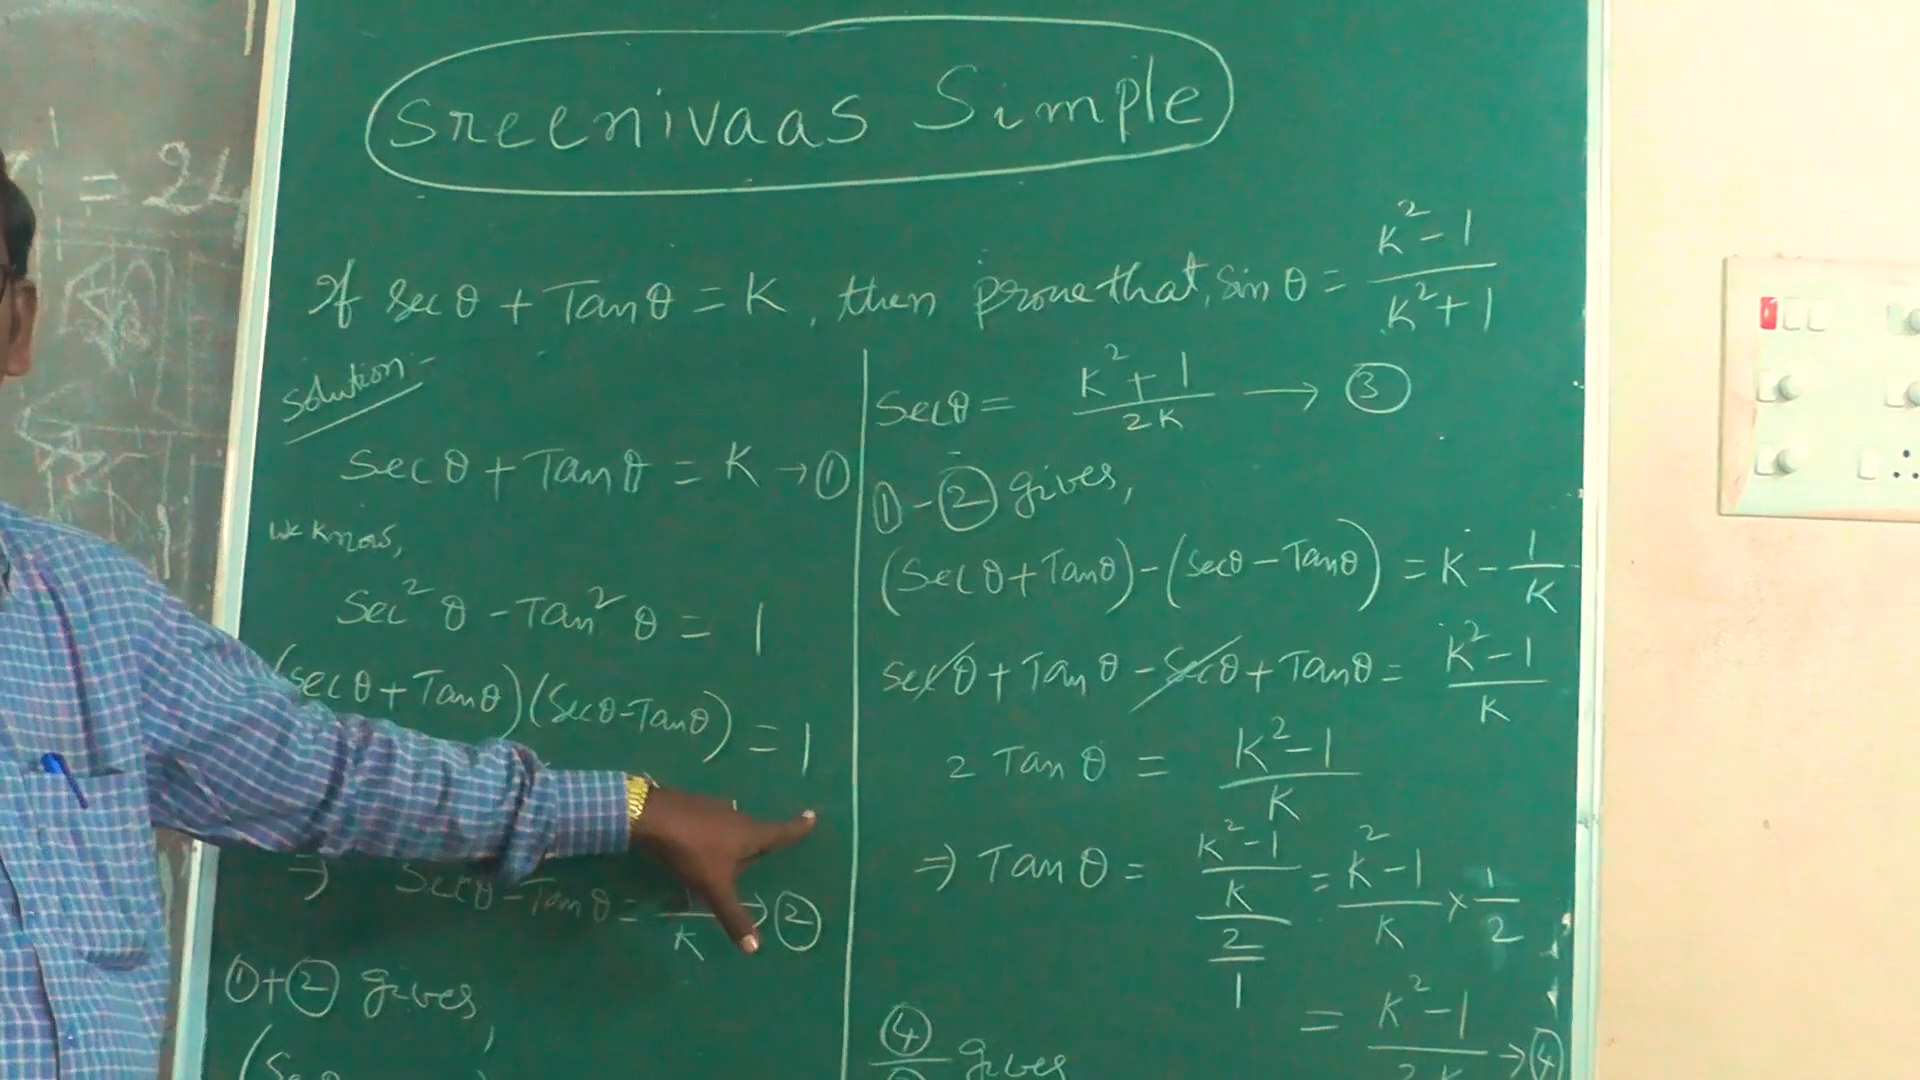 Sreenivaas Simple
If Sec θ + Tan θ = K, then prove that, Sin θ = (K² - 1)/(K² + 1)
Solution:-
Sec θ + Tan θ = K → ①
We know,
Sec² θ - Tan² θ = 1
(Sec θ + Tan θ)(Sec θ - Tan θ) = 1
⇒ Sec θ - Tan θ = 1/K → ②
① + ② gives,
Sec θ = (K² + 1)/2K → ③
① - ② gives,
(Sec θ + Tan θ) - (Sec θ - Tan θ) = K - 1/K
Sec θ + Tan θ - Sec θ + Tan θ = (K² - 1)/K
2 Tan θ = (K² - 1)/K
⇒ Tan θ = ((K² - 1)/K)/(2/1) = (K² - 1)/K × 1/2
= (K² - 1)/2K → ④
④ gives
= 24